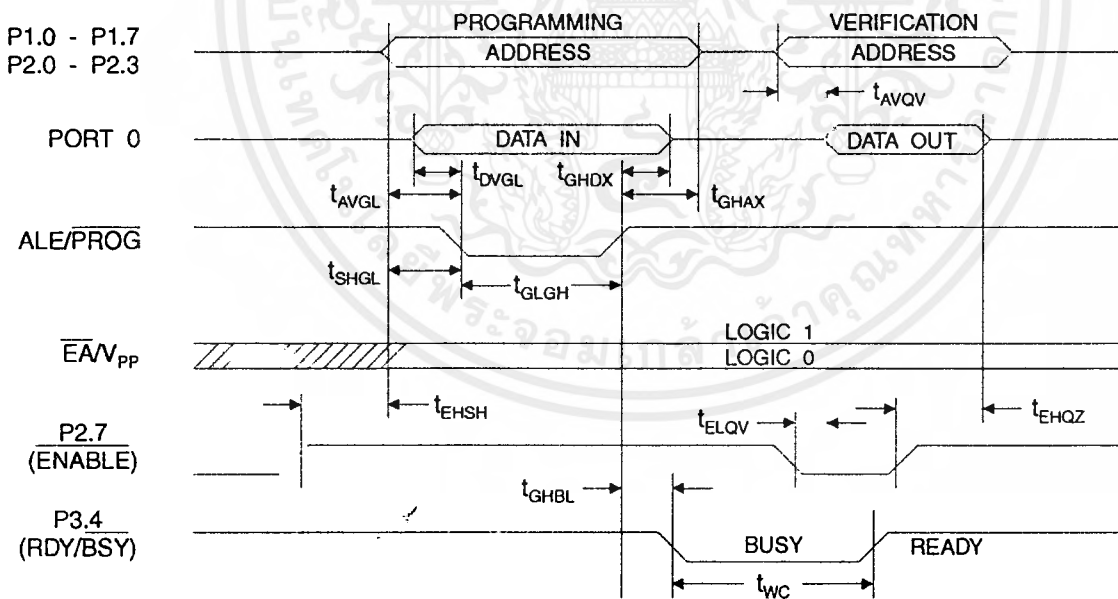 PROGRAMMING
VERIFICATION
P1.0 - P1.7
P2.0 - P2.3
ADDRESS
ADDRESS
tAVQV
PORT 0
DATA IN
DATA OUT
tDVGL
tGHDX
tAVGL
tGHAX
ALE/PROG
tSHGL
tGLGH
LOGIC 1
EA/VPP
LOGIC 0
tEHSH
tELQV
tEHQZ
P2.7
(ENABLE)
tGHBL
P3.4
(RDY/BSY)
BUSY
READY
tWC